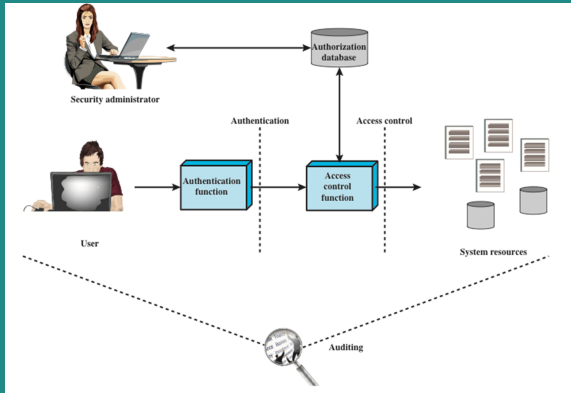 Authorization
database
Security administrator
Authentication
Access control
Authentication
function
Access
control
function
User
System resources
Auditing